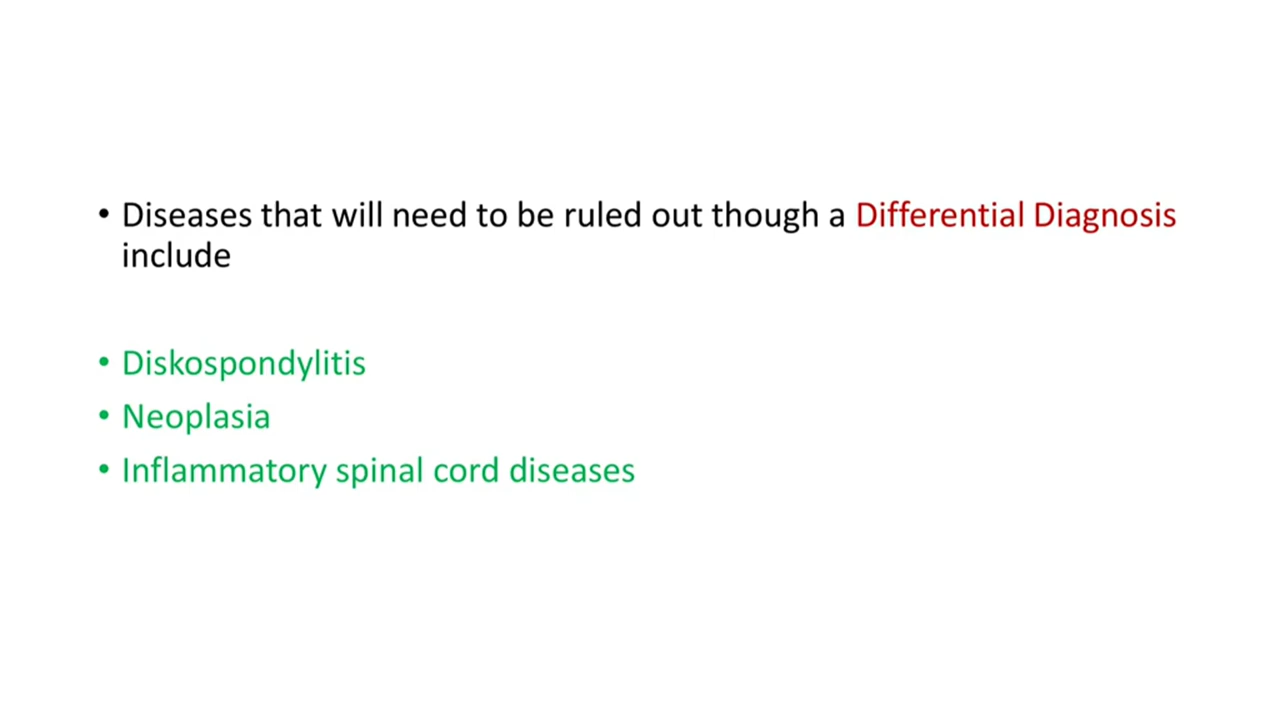 • Diseases that will need to be ruled out though a Differential Diagnosis
include
• Diskospondylitis
• Neoplasia
• Inflammatory spinal cord diseases